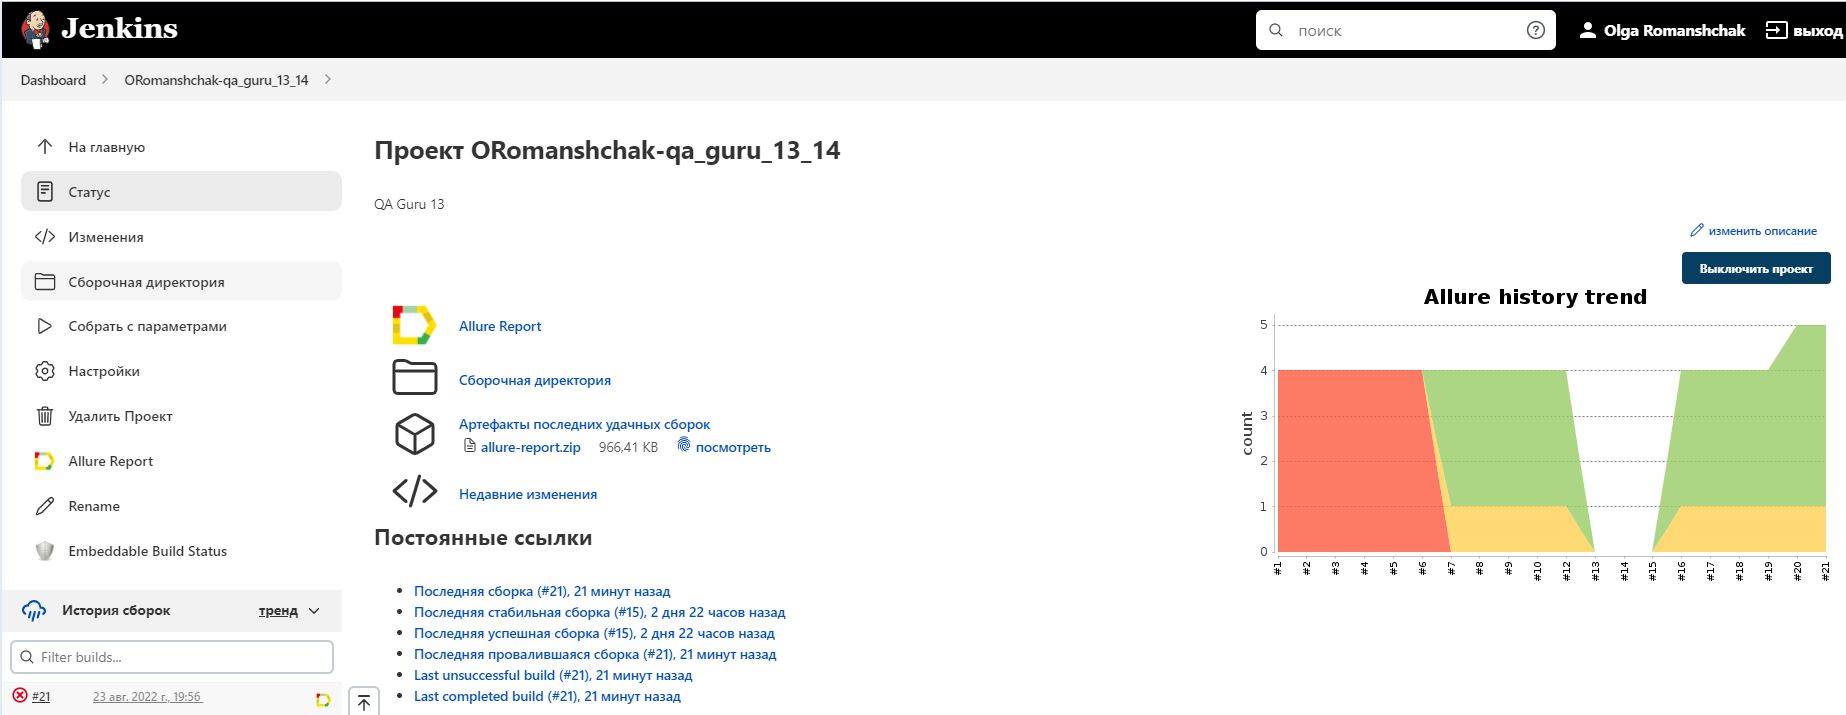 Jenkins
поиск
Olga Romanshchak
выход
Dashboard
ORomanshchak-qa_guru_13_14
На главную
Статус
Изменения
Сборочная директория
Собрать с параметрами
Настройки
Удалить Проект
Allure Report
Rename
Embeddable Build Status
История сборок
тренд
Filter builds...
#21
23 авг. 2022 г., 19:56
Проект ORomanshchak-qa_guru_13_14
QA Guru 13
изменить описание
Выключить проект
Allure Report
Сборочная директория
Артефакты последних удачных сборок
allure-report.zip 966,41 KB посмотреть
Недавние изменения
Постоянные ссылки
Последняя сборка (#21), 21 минут назад
Последняя стабильная сборка (#15), 2 дня 22 часов назад
Последняя успешная сборка (#15), 2 дня 22 часов назад
Последняя провалившаяся сборка (#21), 21 минут назад
Last unsuccessful build (#21), 21 минут назад
Last completed build (#21), 21 минут назад
Allure history trend
count
5
4
3
2
1
0
#1 #2 #3 #4 #5 #6 #7 #8 #9 #10 #12 #13 #14 #15 #16 #17 #18 #19 #20 #21